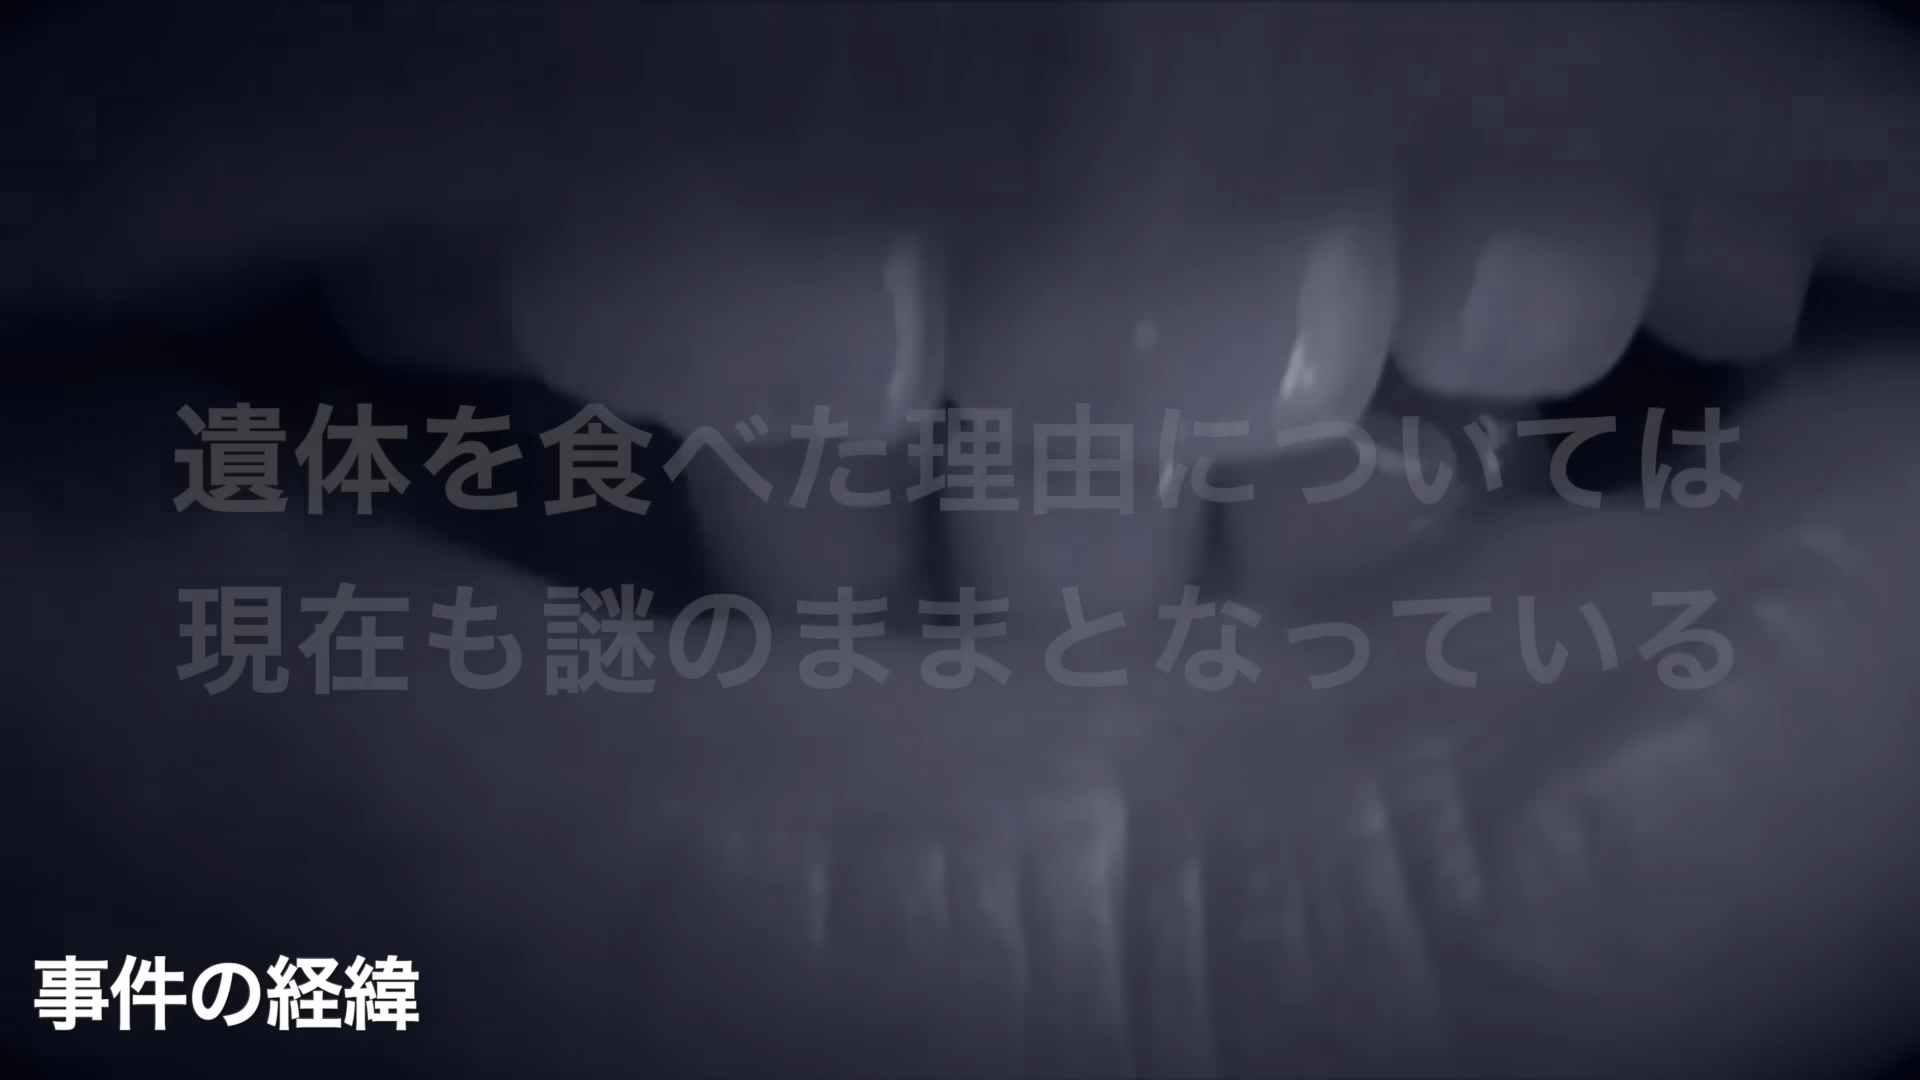 遺体を食べた理由については
現在も謎のままとなっている
事件の経緯